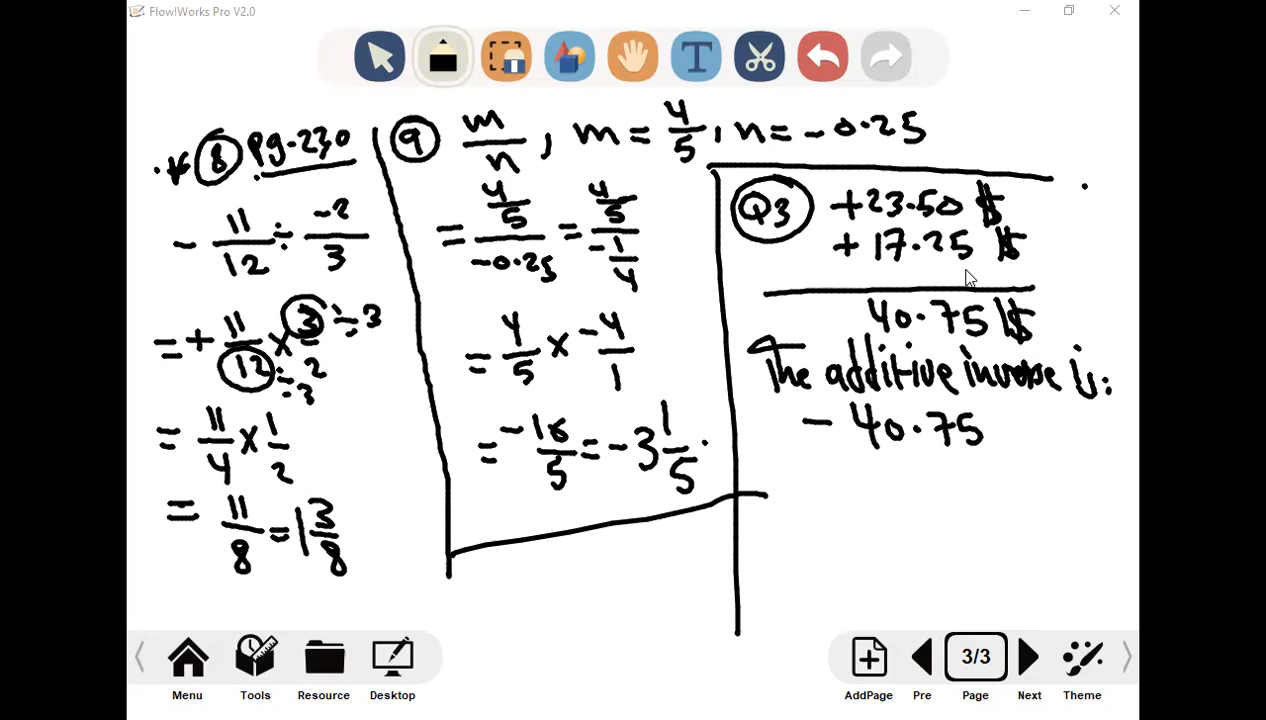 Flow!Works Pro V2.0
T
8 pg.230
- 11/12 ÷ -2/3
= + 11/12 × 3/2 ÷3 ÷3
= 11/4 × 1/2
= 11/8 = 1 3/8
9 m/n , m = 4/5 , n = - 0.25
= 4/5 / -0.25 = 4/5 / -1/4
= 4/5 × -4/1
= -16/5 = -3 1/5 .
Q3 +23.50 $
+ 17.25 $
40.75 $
The additive inverse is:
- 40.75
Menu Tools Resource Desktop
3/3
AddPage Pre Page Next Theme